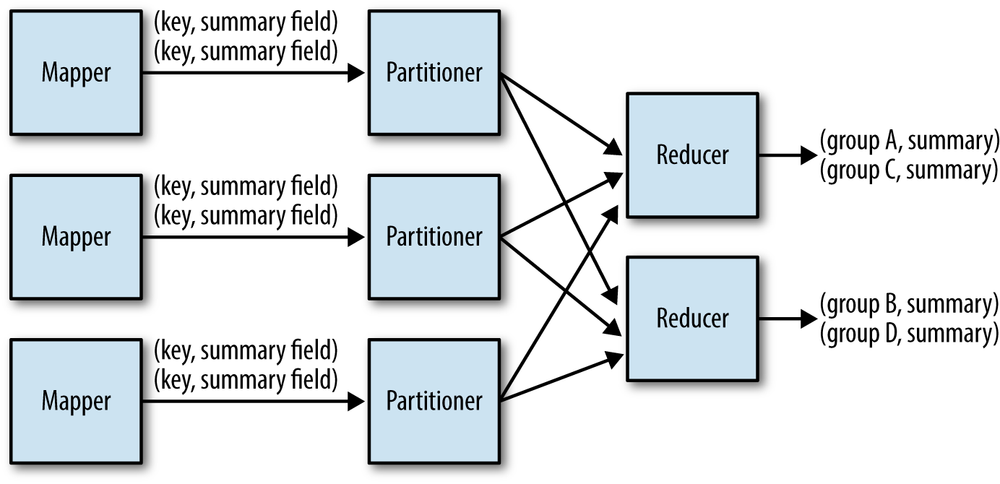 Mapper
(key, summary field)
(key, summary field)
Partitioner
Mapper
(key, summary field)
(key, summary field)
Partitioner
Mapper
(key, summary field)
(key, summary field)
Partitioner
Reducer
(group A, summary)
(group C, summary)
Reducer
(group B, summary)
(group D, summary)